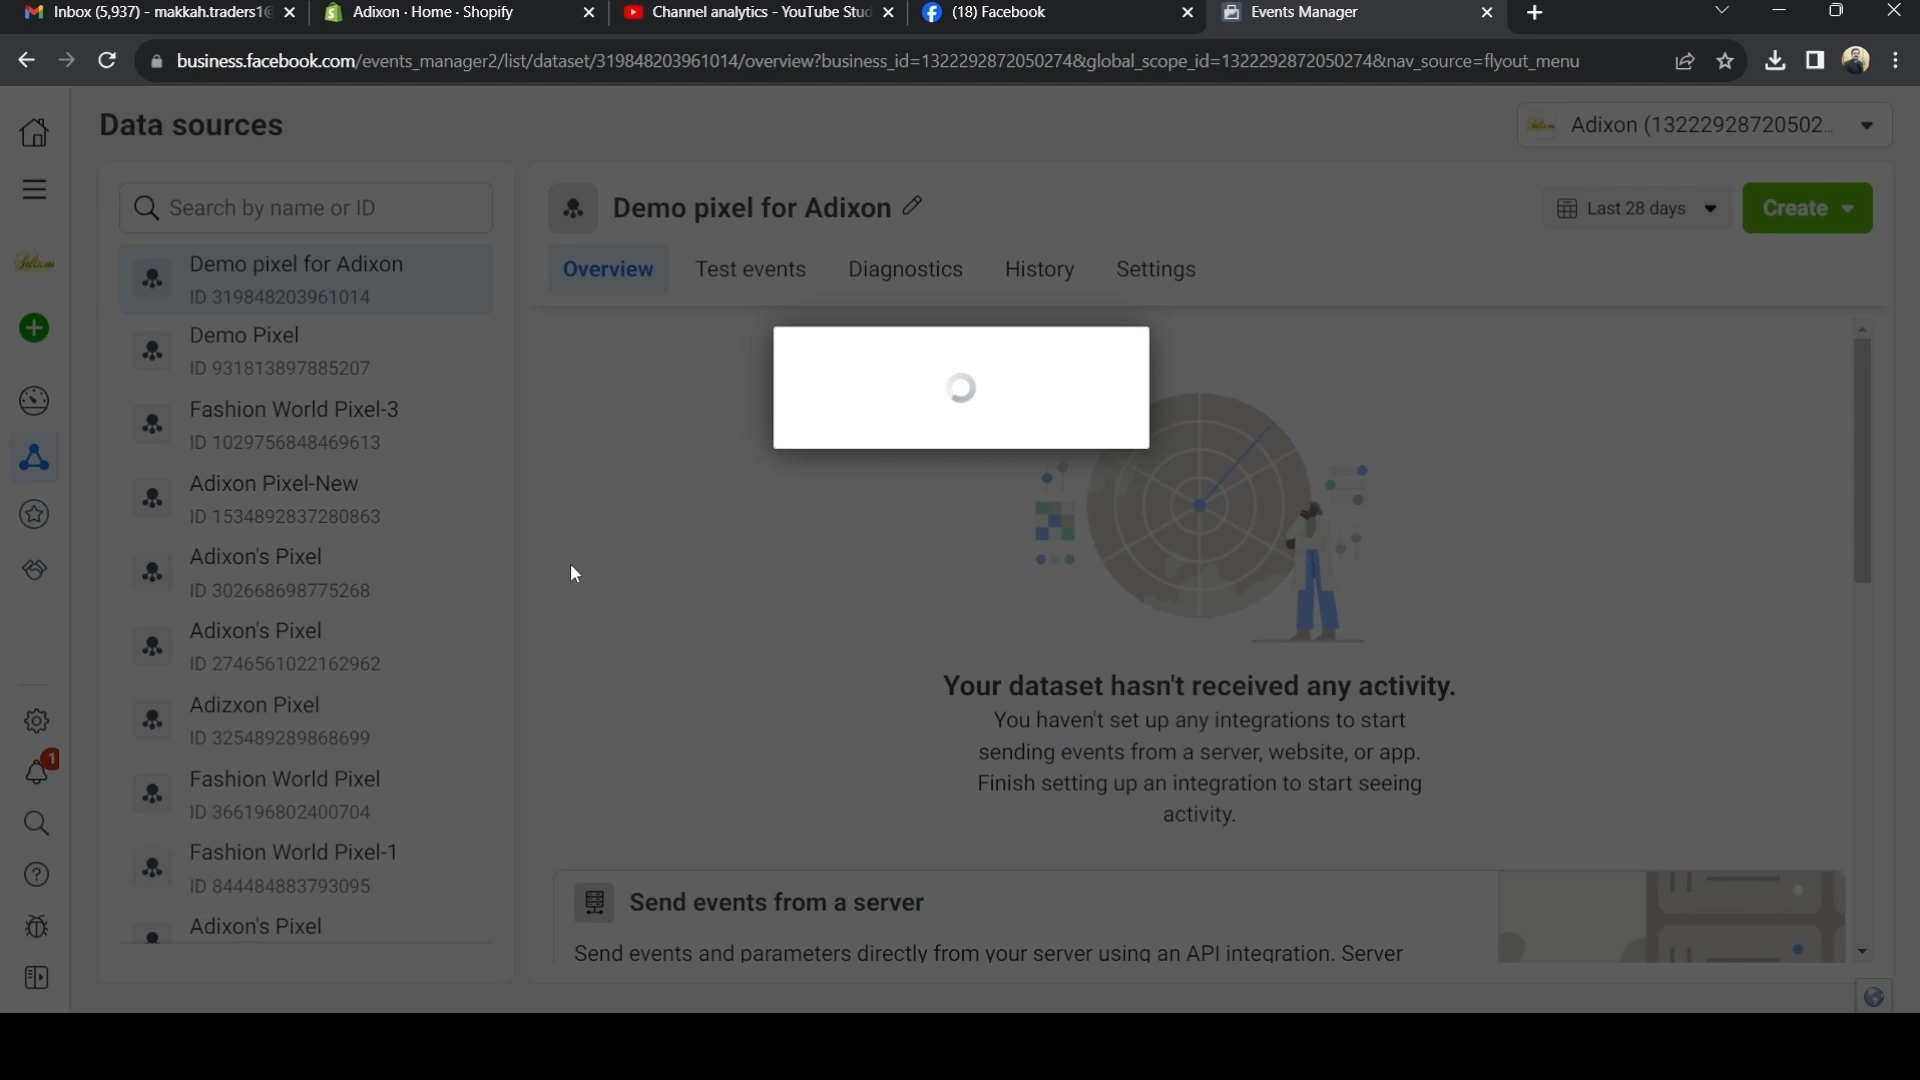 Inbox (5,937) - makkah.traders1
Adixon · Home · Shopify
Channel analytics - YouTube Stu
(18) Facebook
Events Manager
business.facebook.com/events_manager2/list/dataset/319848203961014/overview?business_id=1322292872050274&global_scope_id=1322292872050274&nav_source=flyout_menu
Data sources
Adixon (13222928720502...
Search by name or ID
Demo pixel for Adixon
Last 28 days
Create
Overview
Test events
Diagnostics
History
Settings
Demo pixel for Adixon
ID 319848203961014
Demo Pixel
ID 931813897885207
Fashion World Pixel-3
ID 1029756848469613
Adixon Pixel-New
ID 1534892837280863
Adixon's Pixel
ID 302668698775268
Adixon's Pixel
ID 2746561022162962
Adizxon Pixel
ID 325489289868699
Fashion World Pixel
ID 366196802400704
Fashion World Pixel-1
ID 844484883793095
Adixon's Pixel
1
Your dataset hasn't received any activity.
You haven't set up any integrations to start
sending events from a server, website, or app.
Finish setting up an integration to start seeing
activity.
Send events from a server
Send events and parameters directly from your server using an API integration. Server